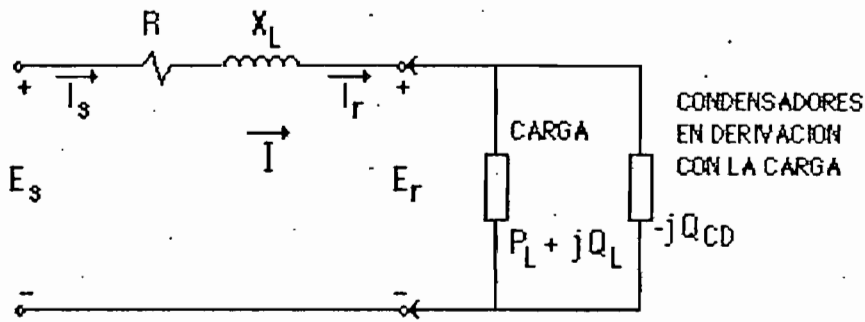 R
X_L
+
I_s
I_r
+
I
E_s
E_r
CARGA
CONDENSADORES
EN DERIVACION
CON LA CARGA
P_L + jQ_L
-jQ_CD
-
-